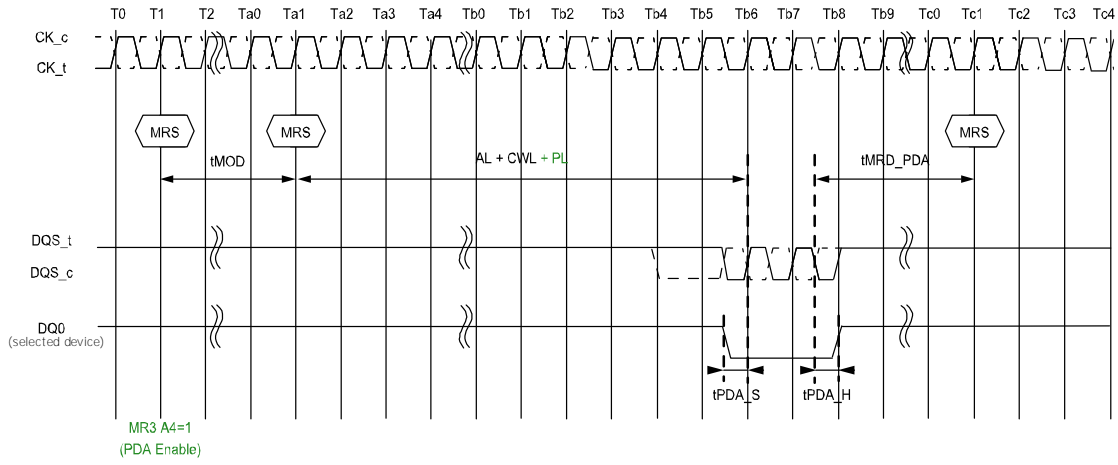 T0 T1 T2 Ta0 Ta1 Ta2 Ta3 Ta4 Tb0 Tb1 Tb2 Tb3 Tb4 Tb5 Tb6 Tb7 Tb8 Tb9 Tc0 Tc1 Tc2 Tc3 Tc4
CK_c
CK_t
MRS MRS MRS
tMOD AL + CWL + PL tMRD_PDA
DQS_t
DQS_c
DQ0
(selected device)
tPDA_S tPDA_H
MR3 A4=1
(PDA Enable)